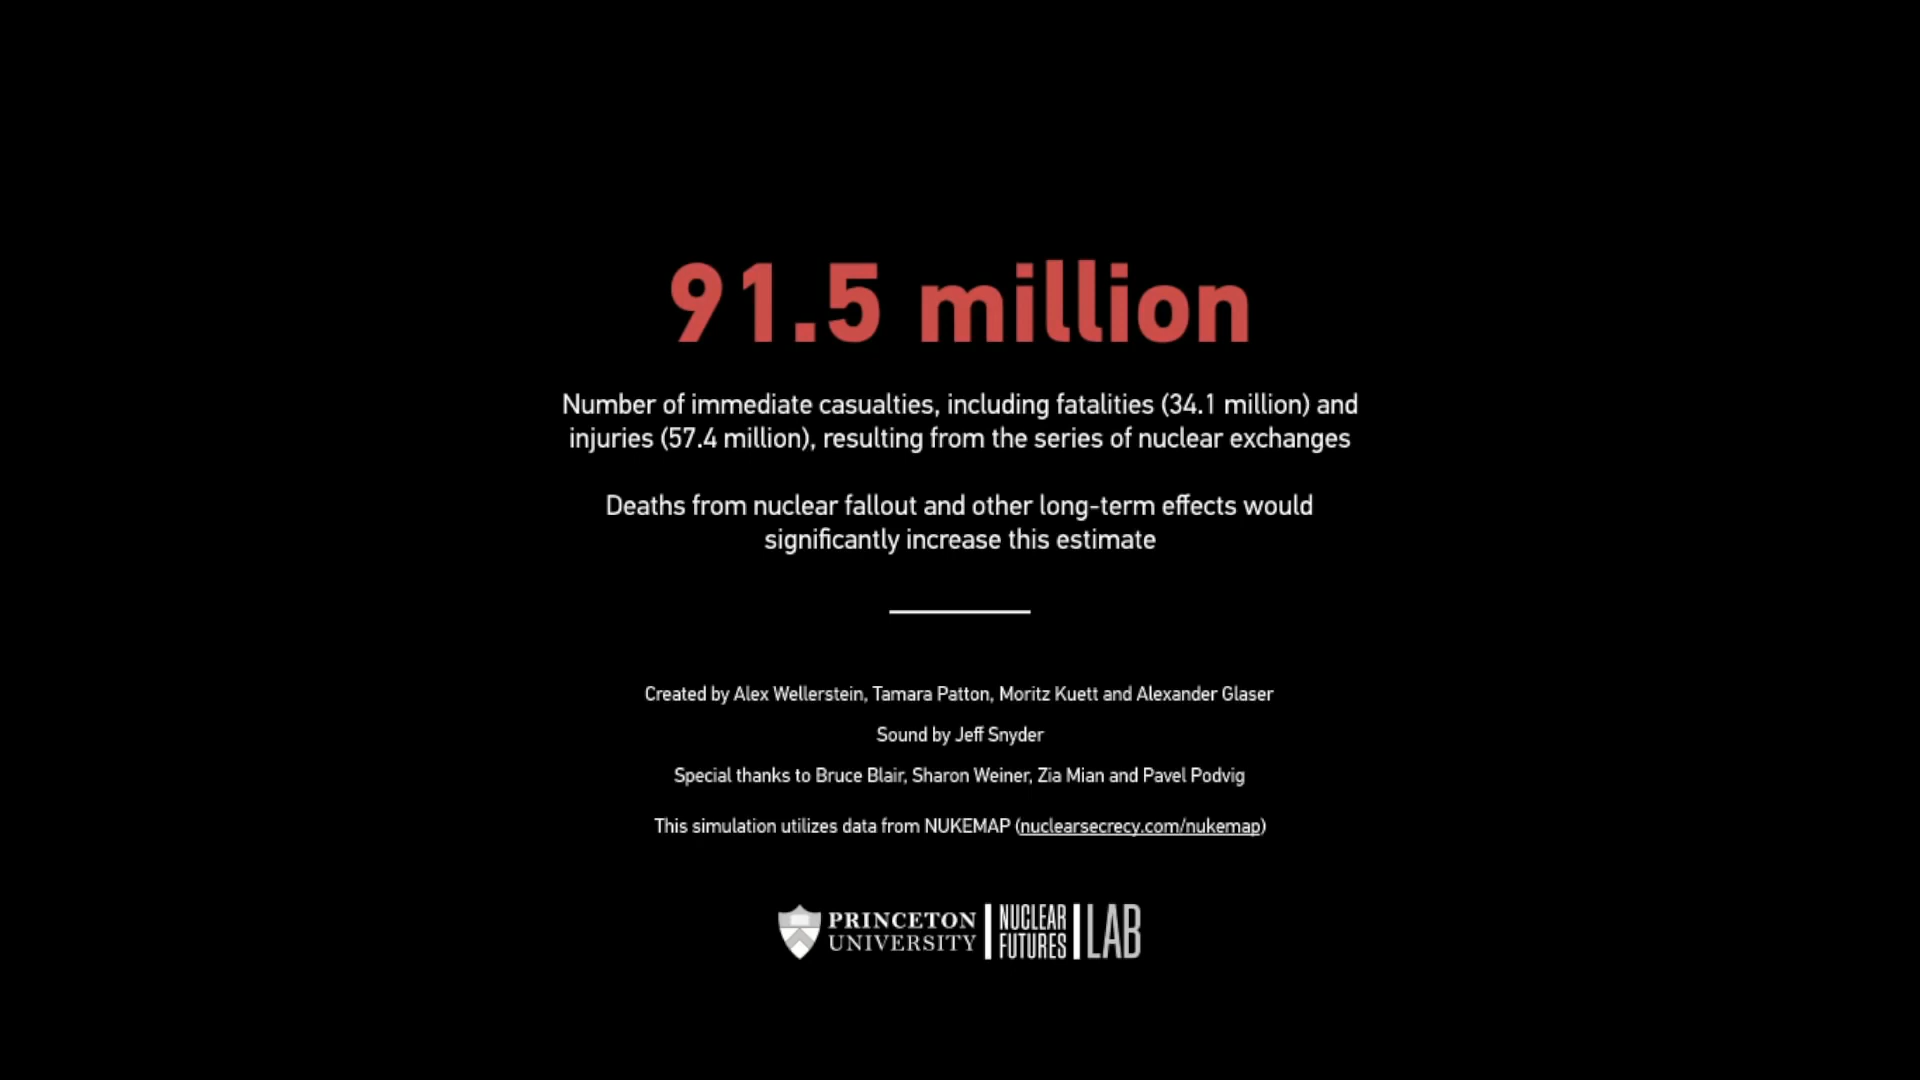 91.5 million
Number of immediate casualties, including fatalities (34.1 million) and
injuries (57.4 million), resulting from the series of nuclear exchanges
Deaths from nuclear fallout and other long-term effects would
significantly increase this estimate
Created by Alex Wellerstein, Tamara Patton, Moritz Kuett and Alexander Glaser
Sound by Jeff Snyder
Special thanks to Bruce Blair, Sharon Weiner, Zia Mian and Pavel Podvig
This simulation utilizes data from NUKEMAP (nuclearsecrecy.com/nukemap)
PRINCETON
UNIVERSITY
NUCLEAR
FUTURES
LAB